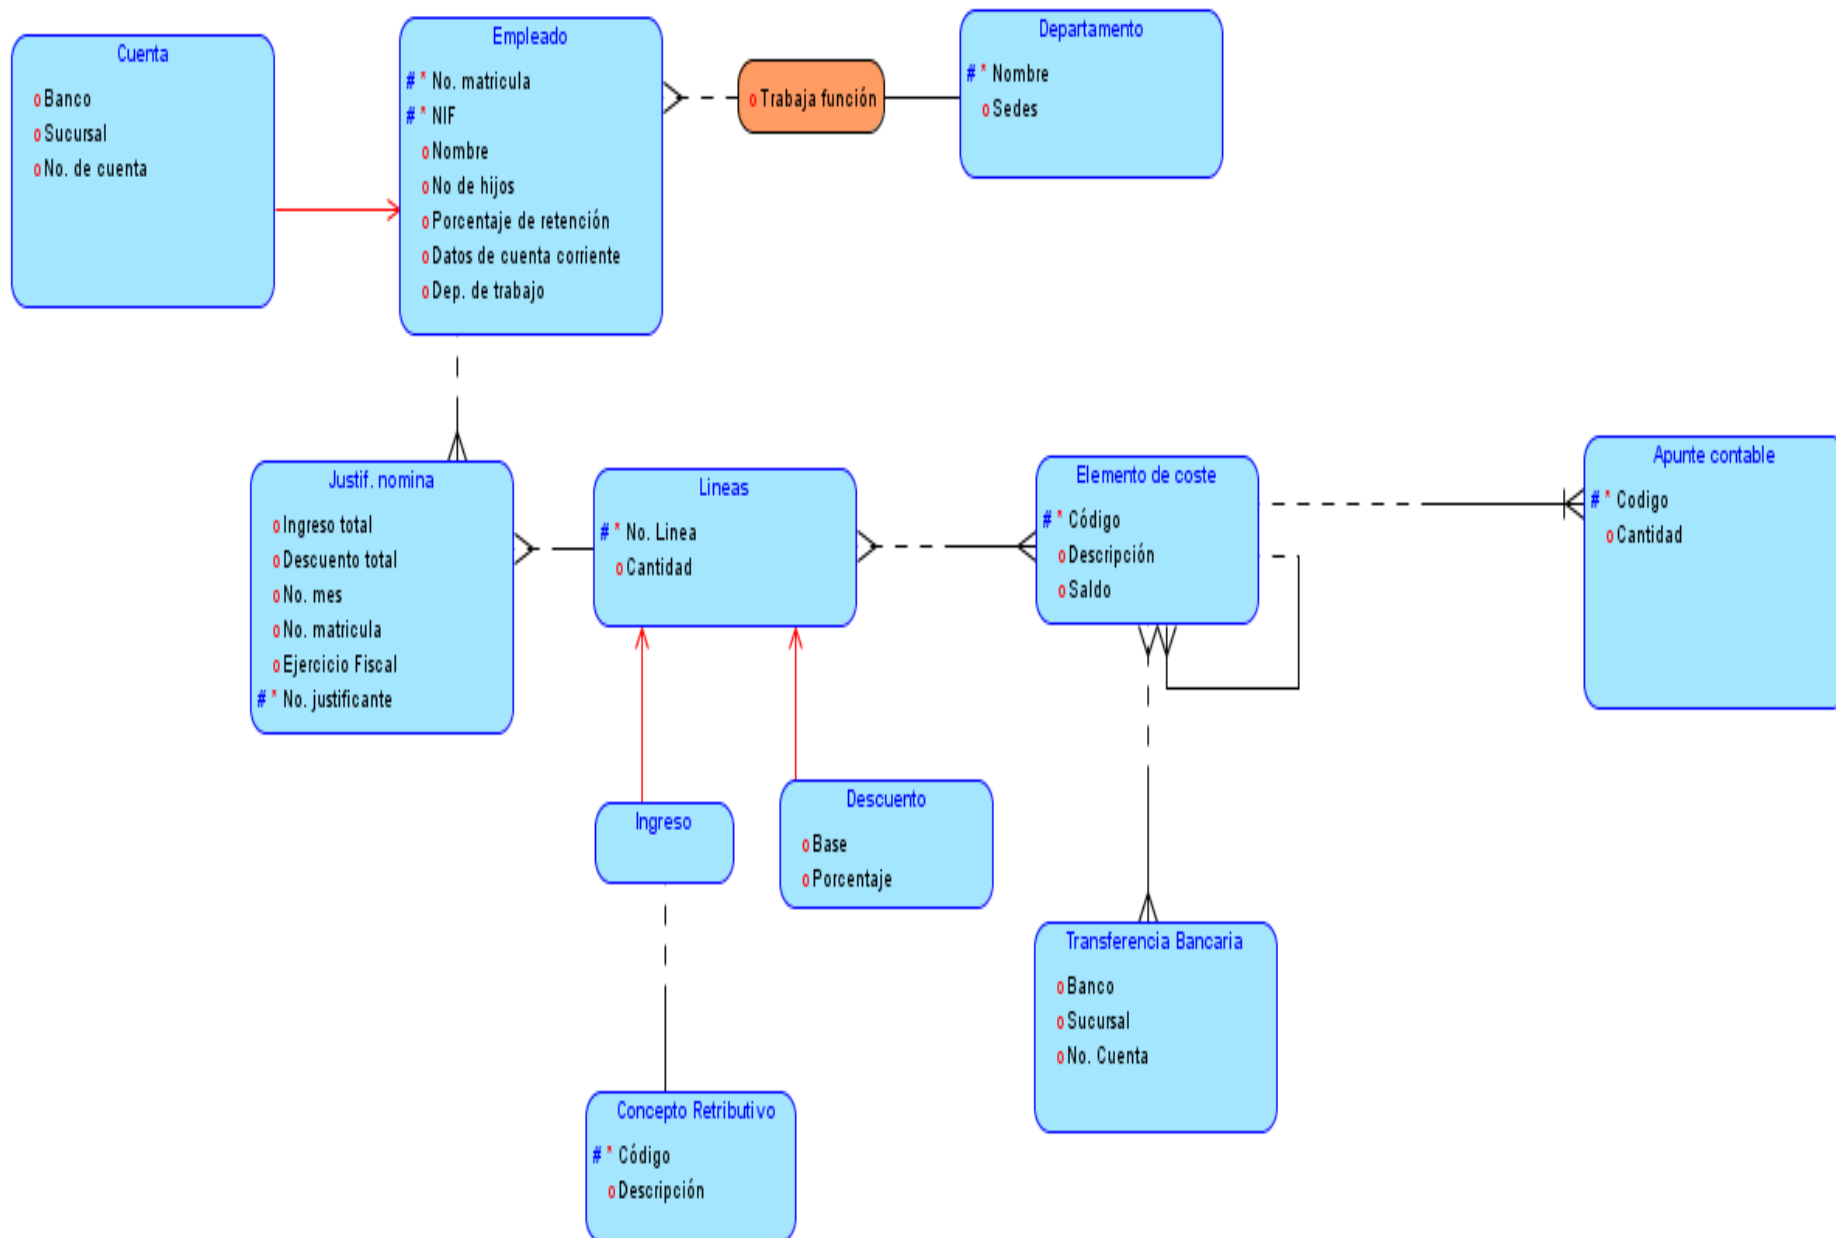 Cuenta
o Banco
o Sucursal
o No. de cuenta
Empleado
# * No. matricula
# * NIF
o Nombre
o No de hijos
o Porcentaje de retención
o Datos de cuenta corriente
o Dep. de trabajo
o Trabaja función
Departamento
# * Nombre
o Sedes
Justif. nomina
o Ingreso total
o Descuento total
o No. mes
o No. matricula
o Ejercicio Fiscal
# * No. justificante
Lineas
# * No. Linea
o Cantidad
Elemento de coste
# * Código
o Descripción
o Saldo
Apunte contable
# * Codigo
o Cantidad
Ingreso
Descuento
o Base
o Porcentaje
Transferencia Bancaria
o Banco
o Sucursal
o No. Cuenta
Concepto Retributivo
# * Código
o Descripción